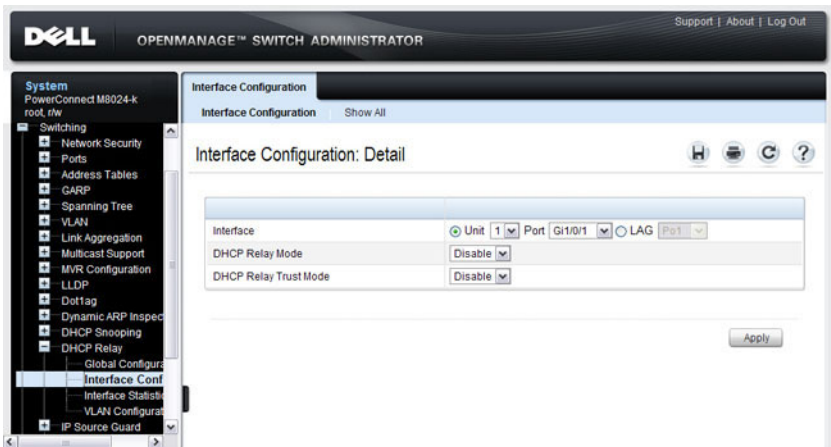 Support | About | Log Out
DELL OPENMANAGE™ SWITCH ADMINISTRATOR
System
PowerConnect M8024-k
root, r/w
Switching
Network Security
Ports
Address Tables
GARP
Spanning Tree
VLAN
Link Aggregation
Multicast Support
MVR Configuration
LLDP
Dot1ag
Dynamic ARP Inspec
DHCP Snooping
DHCP Relay
Global Configura
Interface Conf
Interface Statistic
VLAN Configurat
IP Source Guard
Interface Configuration
Interface Configuration Show All
Interface Configuration: Detail
Interface Unit 1 Port Gi1/0/1 LAG Po1
DHCP Relay Mode Disable
DHCP Relay Trust Mode Disable
Apply